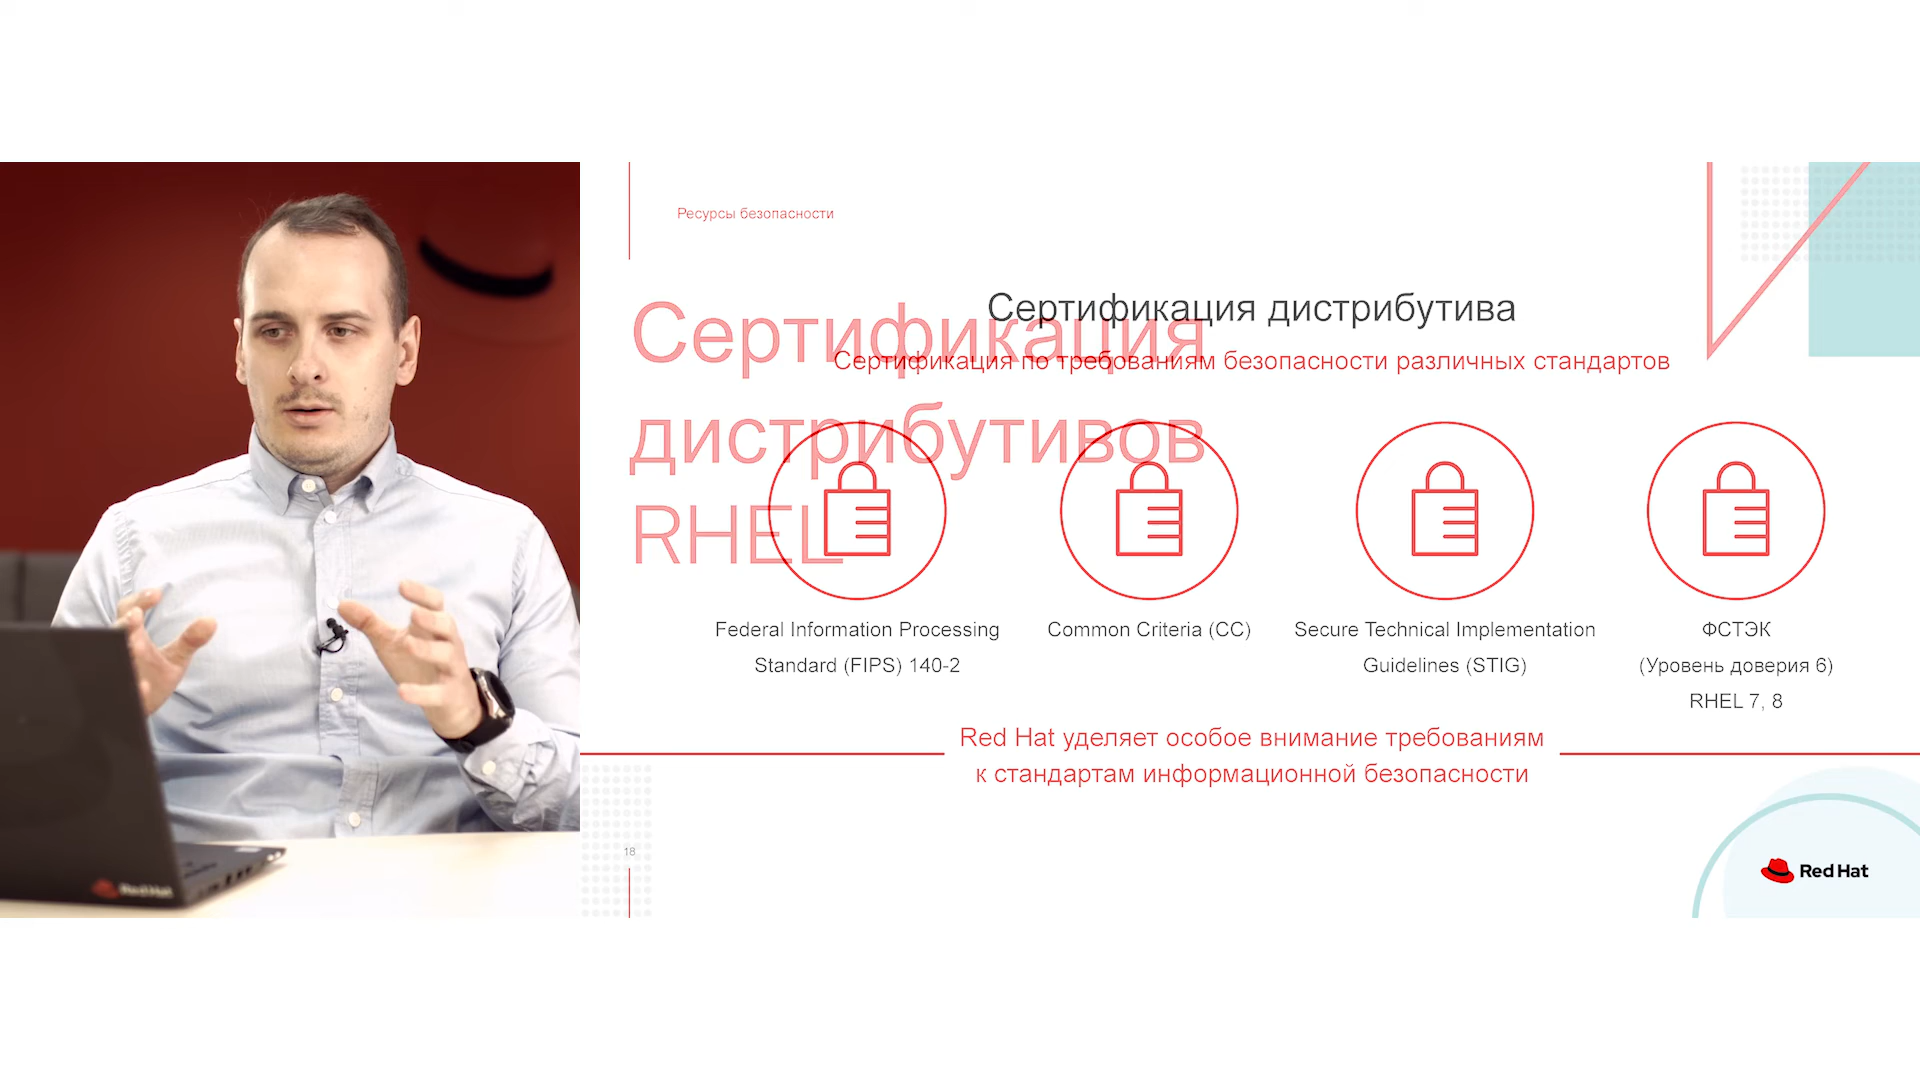 Ресурсы безопасности
Сертификация
дистрибутивов
RHEL
Сертификация дистрибутива
Сертификация по требованиям безопасности различных стандартов
Federal Information Processing
Standard (FIPS) 140-2
Common Criteria (CC)
Secure Technical Implementation
Guidelines (STIG)
ФСТЭК
(Уровень доверия 6)
RHEL 7, 8
Red Hat уделяет особое внимание требованиям
к стандартам информационной безопасности
18
Red Hat
Red Hat